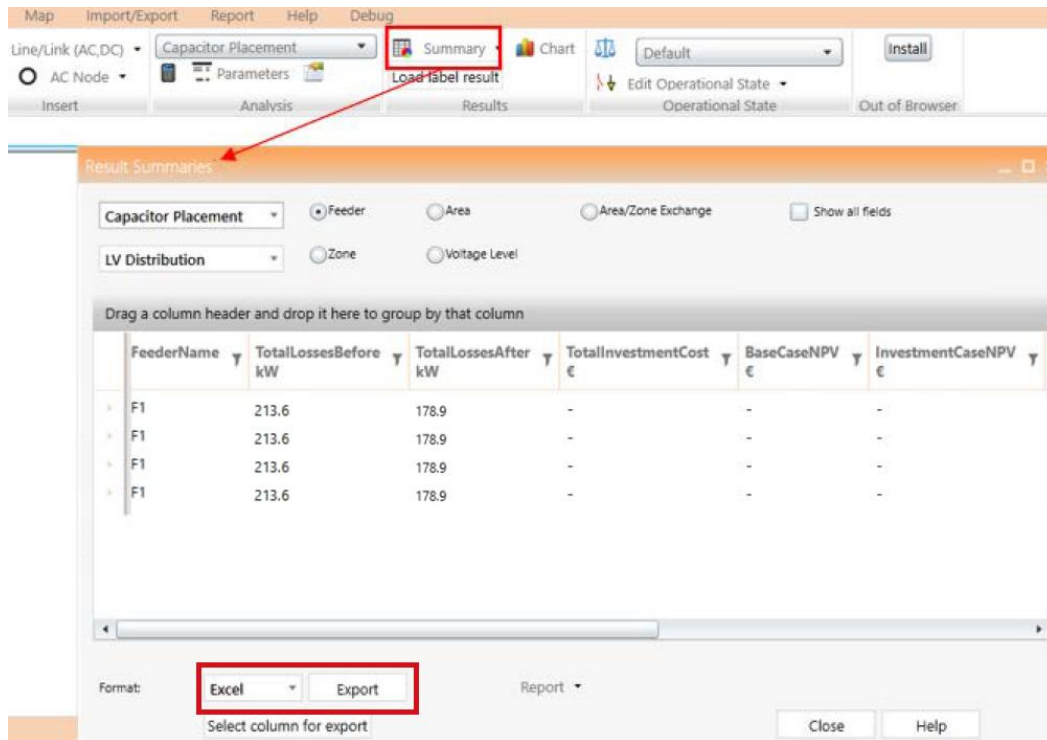 Map Import/Export Report Help Debug
Line/Link (AC,DC) Capacitor Placement Summary Chart Default Install
AC Node Parameters Load label result Edit Operational State
Insert Analysis Results Operational State Out of Browser
Result Summaries
Capacitor Placement Feeder Area Area/Zone Exchange Show all fields
LV Distribution Zone Voltage Level
Drag a column header and drop it here to group by that column
FeederName TotalLossesBefore TotalLossesAfter TotalInvestmentCost BaseCaseNPV InvestmentCaseNPV
kW kW € € €
F1 213.6 178.9 - - -
F1 213.6 178.9 - - -
F1 213.6 178.9 - - -
F1 213.6 178.9 - - -
Format: Excel Export Report
Select column for export Close Help